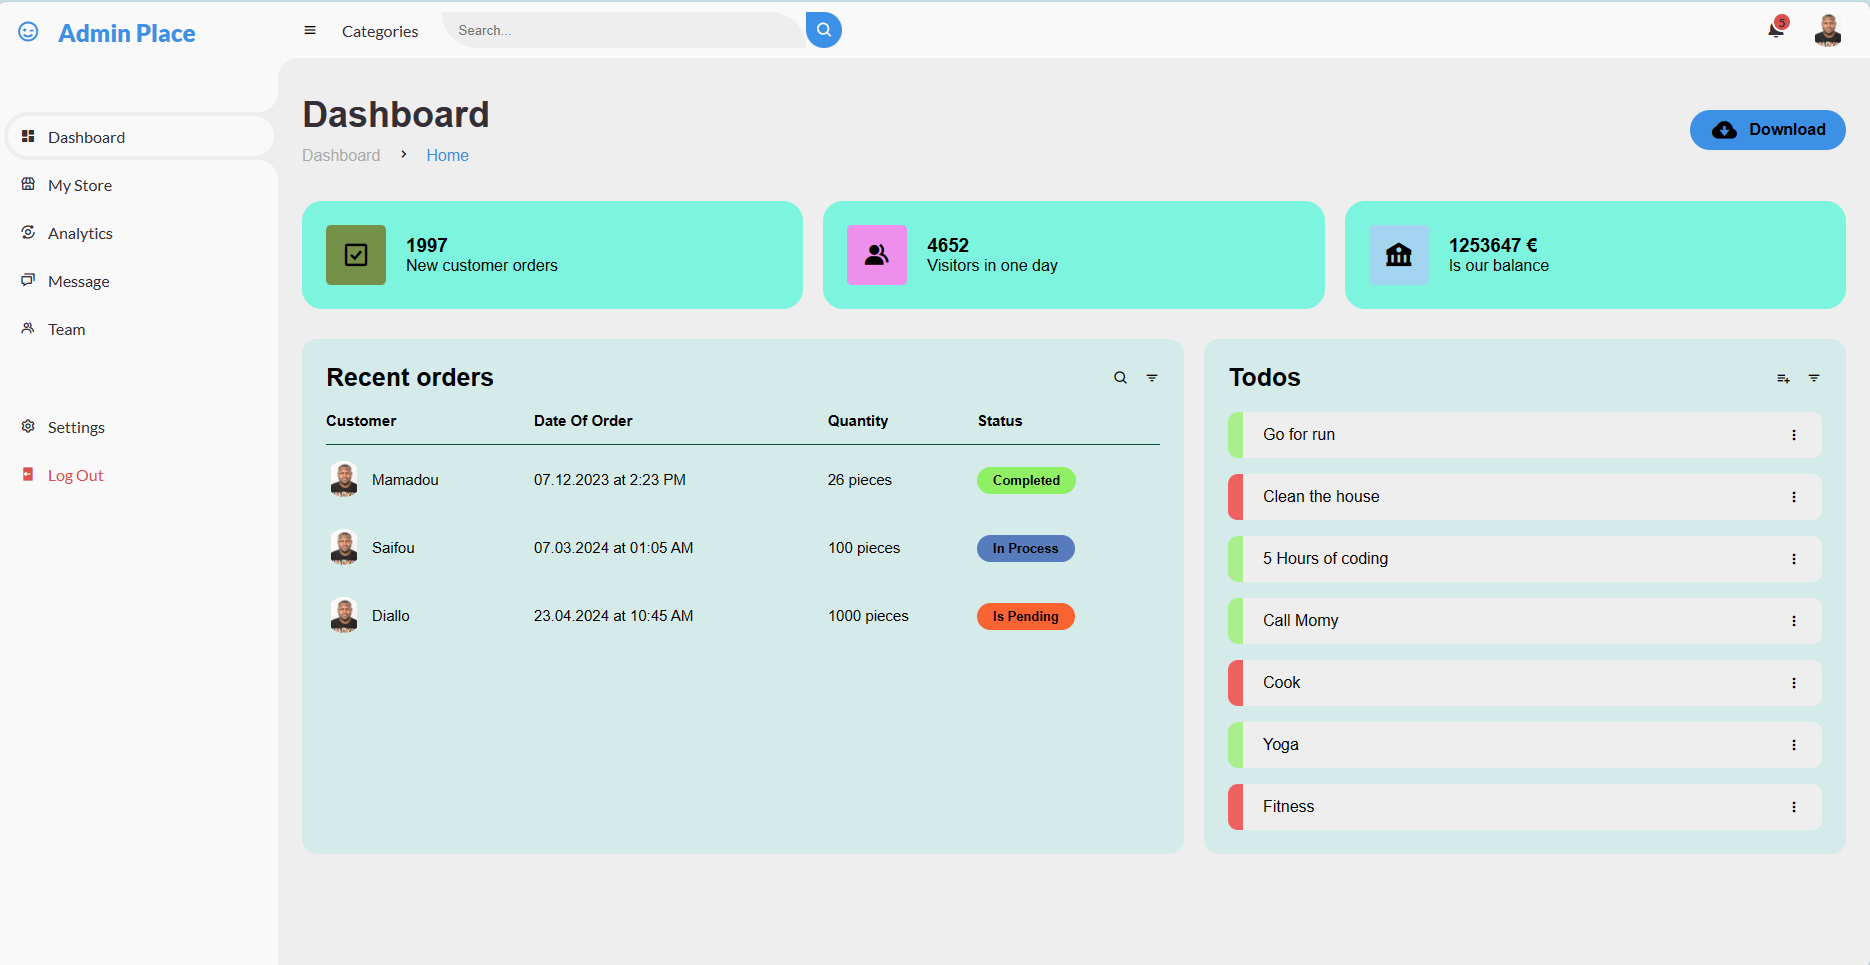 Admin Place
Categories
Search...
5
Dashboard
My Store
Analytics
Message
Team
Settings
Log Out
Dashboard
Dashboard Home
Download
1997
New customer orders
4652
Visitors in one day
1253647 €
Is our balance
Recent orders
Customer Date Of Order Quantity Status
Mamadou 07.12.2023 at 2:23 PM 26 pieces Completed
Saifou 07.03.2024 at 01:05 AM 100 pieces In Process
Diallo 23.04.2024 at 10:45 AM 1000 pieces Is Pending
Todos
Go for run
Clean the house
5 Hours of coding
Call Momy
Cook
Yoga
Fitness